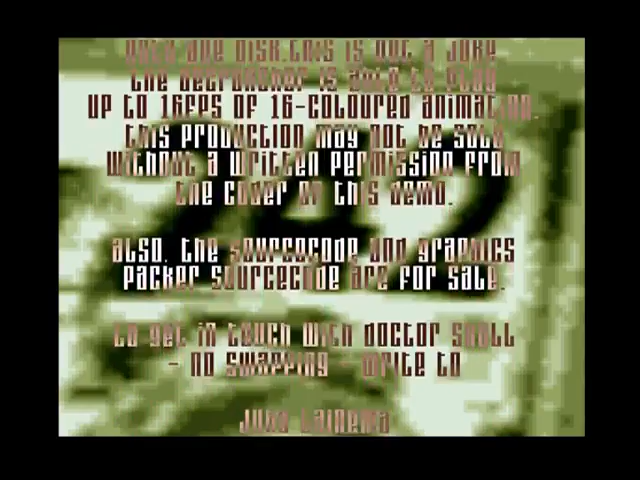 only one disk.this is not a joke
the decruncher is able to play
up to 16fps of 16-coloured animation.
this production may not be sold
without a written permission from
the coder of this demo.
also, the sourcecode and graphics
packer sourcecode are for sale.
to get in touch with doctor skull
- no swapping - write to